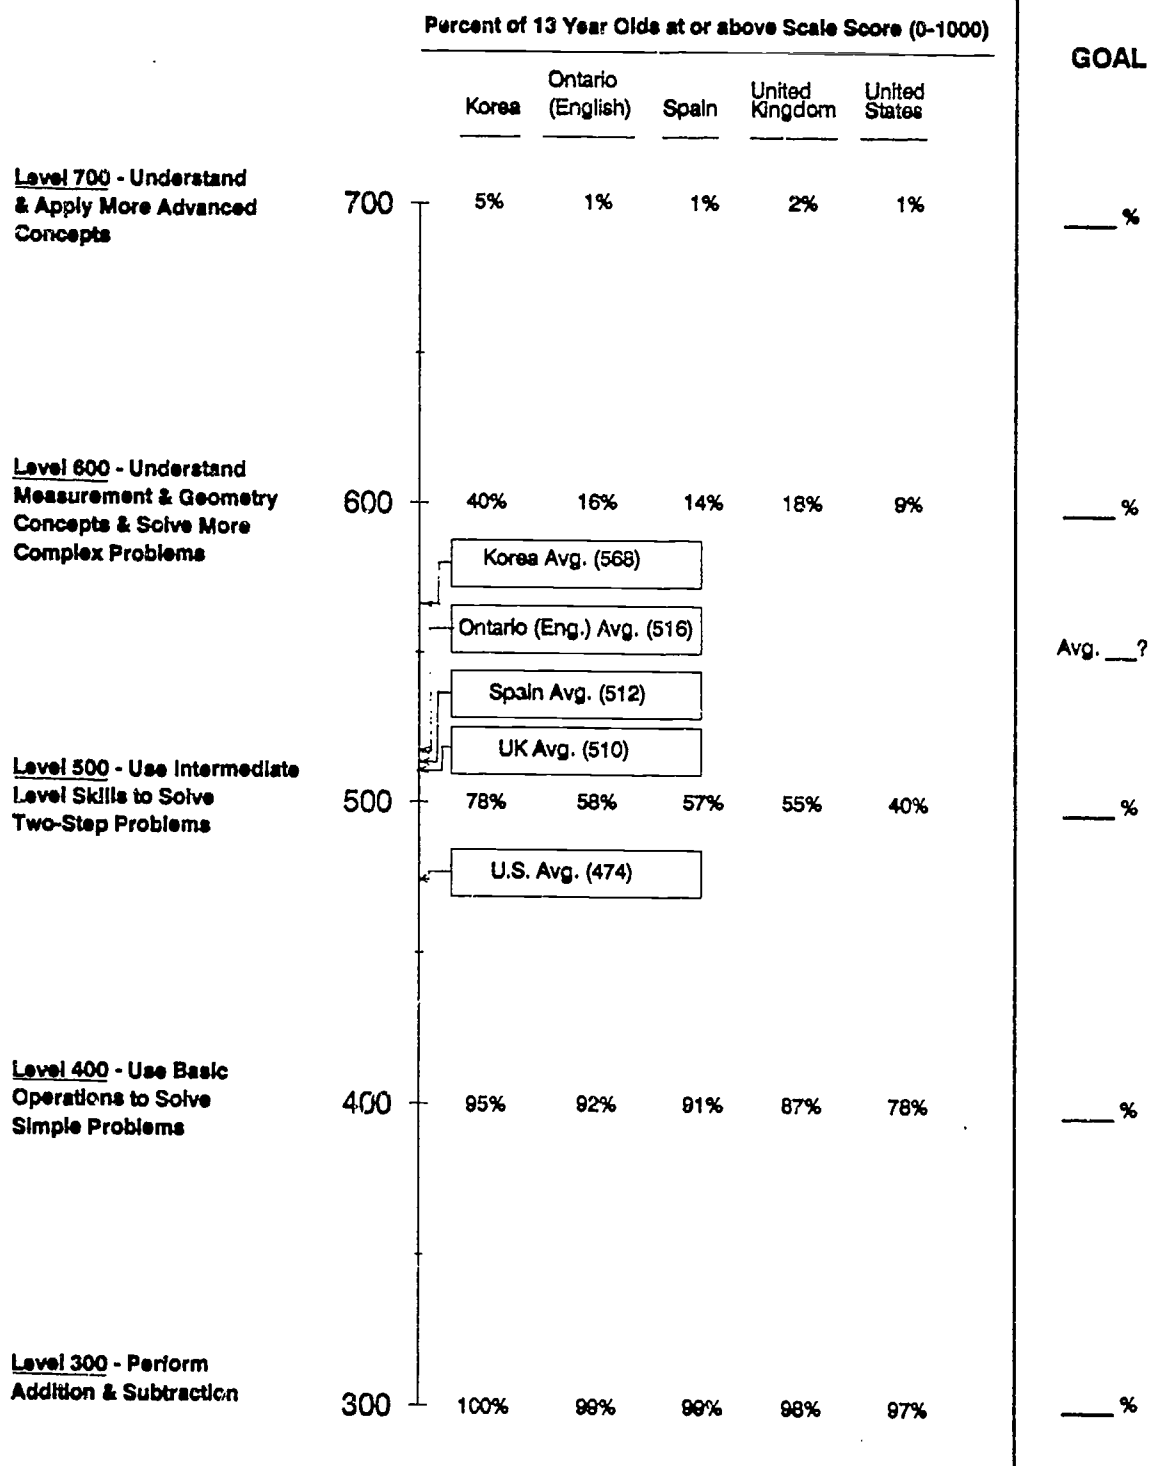 Percent of 13 Year Olds at or above Scale Score (0-1000)
GOAL
Korea
Ontario
(English)
Spain
United
Kingdom
United
States
Level 700 - Understand
& Apply More Advanced
Concepts
700 5% 1% 1% 2% 1% ___ %
Level 600 - Understand
Measurement & Geometry
Concepts & Solve More
Complex Problems
600 40% 16% 14% 18% 9% ___ %
Korea Avg. (568)
Ontario (Eng.) Avg. (516)
Avg. ___?
Spain Avg. (512)
UK Avg. (510)
Level 500 - Use Intermediate
Level Skills to Solve
Two-Step Problems
500 78% 58% 57% 55% 40% ___ %
U.S. Avg. (474)
Level 400 - Use Basic
Operations to Solve
Simple Problems
400 95% 92% 91% 87% 78% ___ %
Level 300 - Perform
Addition & Subtraction
300 100% 99% 99% 98% 97% ___ %